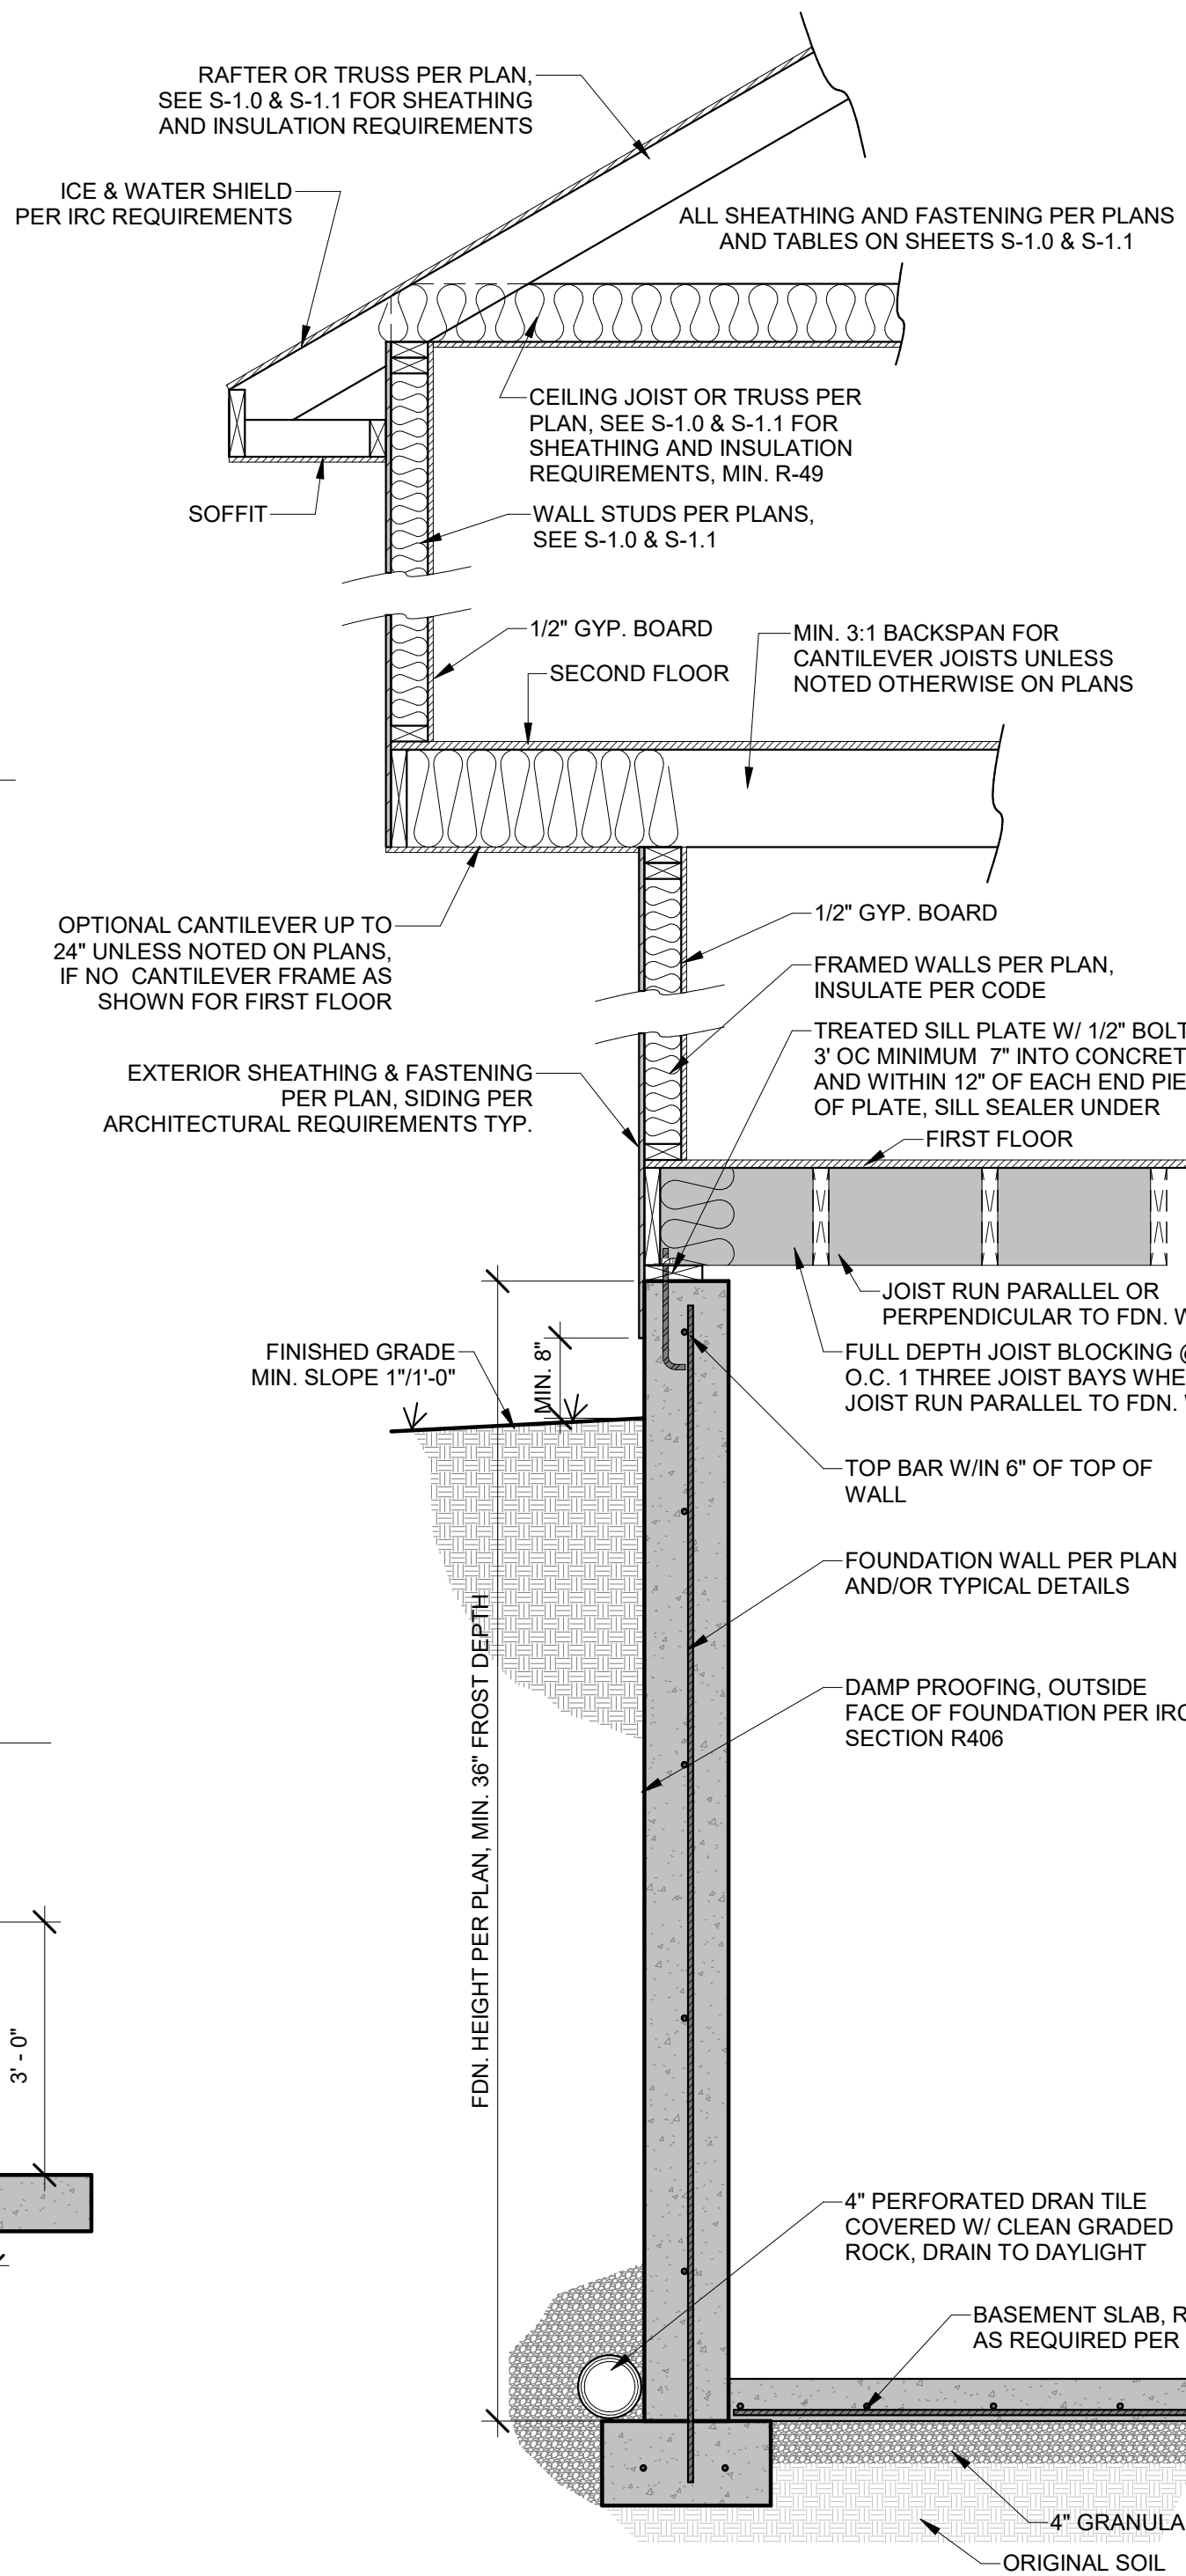 RAFTER OR TRUSS PER PLAN,
SEE S-1.0 & S-1.1 FOR SHEATHING
AND INSULATION REQUIREMENTS
ICE & WATER SHIELD
PER IRC REQUIREMENTS
ALL SHEATHING AND FASTENING PER PLANS
AND TABLES ON SHEETS S-1.0 & S-1.1
CEILING JOIST OR TRUSS PER
PLAN, SEE S-1.0 & S-1.1 FOR
SHEATHING AND INSULATION
REQUIREMENTS, MIN. R-49
SOFFIT
WALL STUDS PER PLANS,
SEE S-1.0 & S-1.1
1/2" GYP. BOARD
SECOND FLOOR
MIN. 3:1 BACKSPAN FOR
CANTILEVER JOISTS UNLESS
NOTED OTHERWISE ON PLANS
OPTIONAL CANTILEVER UP TO
24" UNLESS NOTED ON PLANS,
IF NO CANTILEVER FRAME AS
SHOWN FOR FIRST FLOOR
1/2" GYP. BOARD
FRAMED WALLS PER PLAN,
INSULATE PER CODE
TREATED SILL PLATE W/ 1/2" BOLT
3' OC MINIMUM 7" INTO CONCRET
AND WITHIN 12" OF EACH END PIE
OF PLATE, SILL SEALER UNDER
EXTERIOR SHEATHING & FASTENING
PER PLAN, SIDING PER
ARCHITECTURAL REQUIREMENTS TYP.
FIRST FLOOR
JOIST RUN PARALLEL OR
PERPENDICULAR TO FDN. W
FINISHED GRADE
MIN. SLOPE 1"/1'-0"
MIN. 8"
FULL DEPTH JOIST BLOCKING @
O.C. 1 THREE JOIST BAYS WHE
JOIST RUN PARALLEL TO FDN.
TOP BAR W/IN 6" OF TOP OF
WALL
FOUNDATION WALL PER PLAN
AND/OR TYPICAL DETAILS
FDN. HEIGHT PER PLAN, MIN. 36" FROST DEPTH
DAMP PROOFING, OUTSIDE
FACE OF FOUNDATION PER IRC
SECTION R406
3' - 0"
4" PERFORATED DRAN TILE
COVERED W/ CLEAN GRADED
ROCK, DRAIN TO DAYLIGHT
BASEMENT SLAB, R
AS REQUIRED PER
4" GRANULA
ORIGINAL SOIL